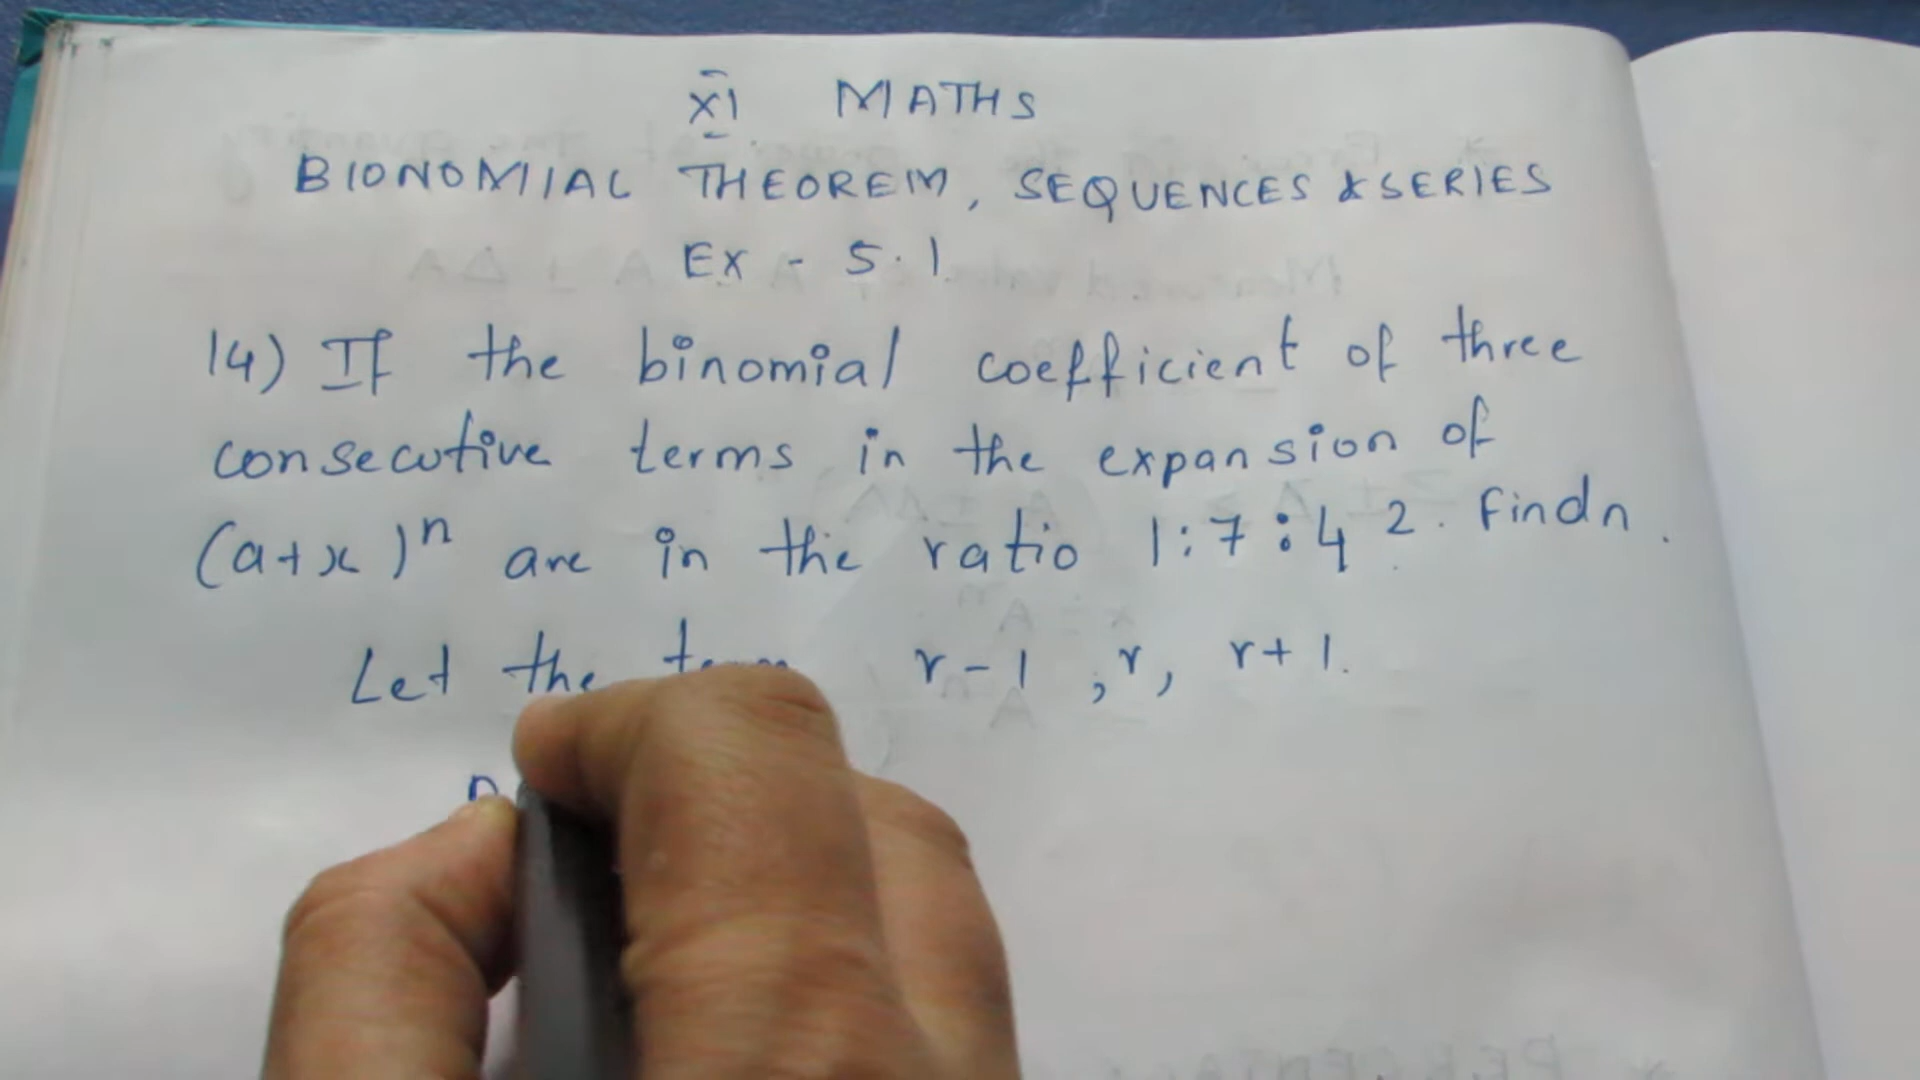 XI MATHS
BIONOMIAL THEOREM, SEQUENCES & SERIES
Ex - 5.1
14) If the binomial coefficient of three
consecutive terms in the expansion of
(a+x)ⁿ are in the ratio 1:7:42. Find n.
Let the r-1, r, r+1.